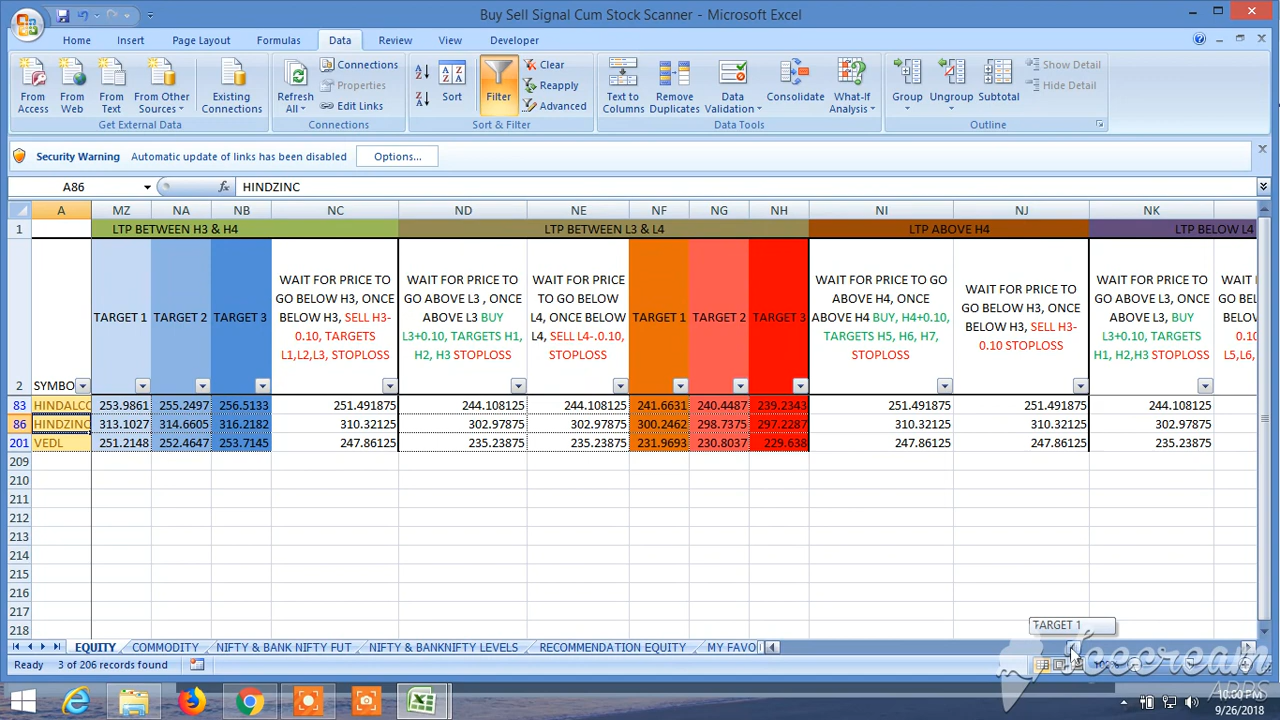 Buy Sell Signal Cum Stock Scanner - Microsoft Excel
Home Insert Page Layout Formulas Data Review View Developer
From Access
From Web
From Text
From Other Sources
Existing Connections
Get External Data
Refresh All
Connections
Properties
Edit Links
Connections
Sort
Filter
Clear
Reapply
Advanced
Sort & Filter
Text to Columns
Remove Duplicates
Data Validation
Consolidate
What-If Analysis
Data Tools
Group
Ungroup
Subtotal
Show Detail
Hide Detail
Outline
Security Warning Automatic update of links has been disabled Options...
A86 fx HINDZINC
A MZ NA NB NC ND NE NF NG NH NI NJ NK
1 LTP BETWEEN H3 & H4 LTP BETWEEN L3 & L4 LTP ABOVE H4 LTP BELOW L4
2 SYMBO
TARGET 1
TARGET 2
TARGET 3
WAIT FOR PRICE TO
GO BELOW H3, ONCE
BELOW H3, SELL H3-
0.10, TARGETS
L1,L2,L3, STOPLOSS
WAIT FOR PRICE TO
GO ABOVE L3 , ONCE
ABOVE L3 BUY
L3+0.10, TARGETS H1,
H2, H3 STOPLOSS
WAIT FOR PRICE
TO GO BELOW
L4, ONCE BELOW
L4, SELL L4-.0.10,
STOPLOSS
TARGET 1
TARGET 2
TARGET 3
WAIT FOR PRICE TO GO
ABOVE H4, ONCE
ABOVE H4 BUY, H4+0.10,
TARGETS H5, H6, H7,
STOPLOSS
WAIT FOR PRICE TO
GO BELOW H3, ONCE
BELOW H3, SELL H3-
0.10 STOPLOSS
WAIT FOR PRICE TO
GO ABOVE L3, ONCE
ABOVE L3, BUY
L3+0.10, TARGETS
H1, H2,H3 STOPLOSS
WAIT F
TO G
L5,L6,
83 HINDALCO 253.9861 255.2497 256.5133 251.491875 244.108125 244.108125 241.6631 240.4487 239.2343 251.491875 251.491875 244.108125
86 HINDZINC 313.1027 314.6605 316.2182 310.32125 302.97875 302.97875 300.2462 298.7375 297.2287 310.32125 310.32125 302.97875
201 VEDL 251.2148 252.4647 253.7145 247.86125 235.23875 235.23875 231.9693 230.8037 229.638 247.86125 247.86125 235.23875
209
210
211
212
213
214
215
216
217
218
TARGET 1
EQUITY COMMODITY NIFTY & BANK NIFTY FUT NIFTY & BANKNIFTY LEVELS RECOMMENDATION EQUITY MY FAVO
Ready 3 of 206 records found
Icecream
APPS
10:00 PM
9/26/2018